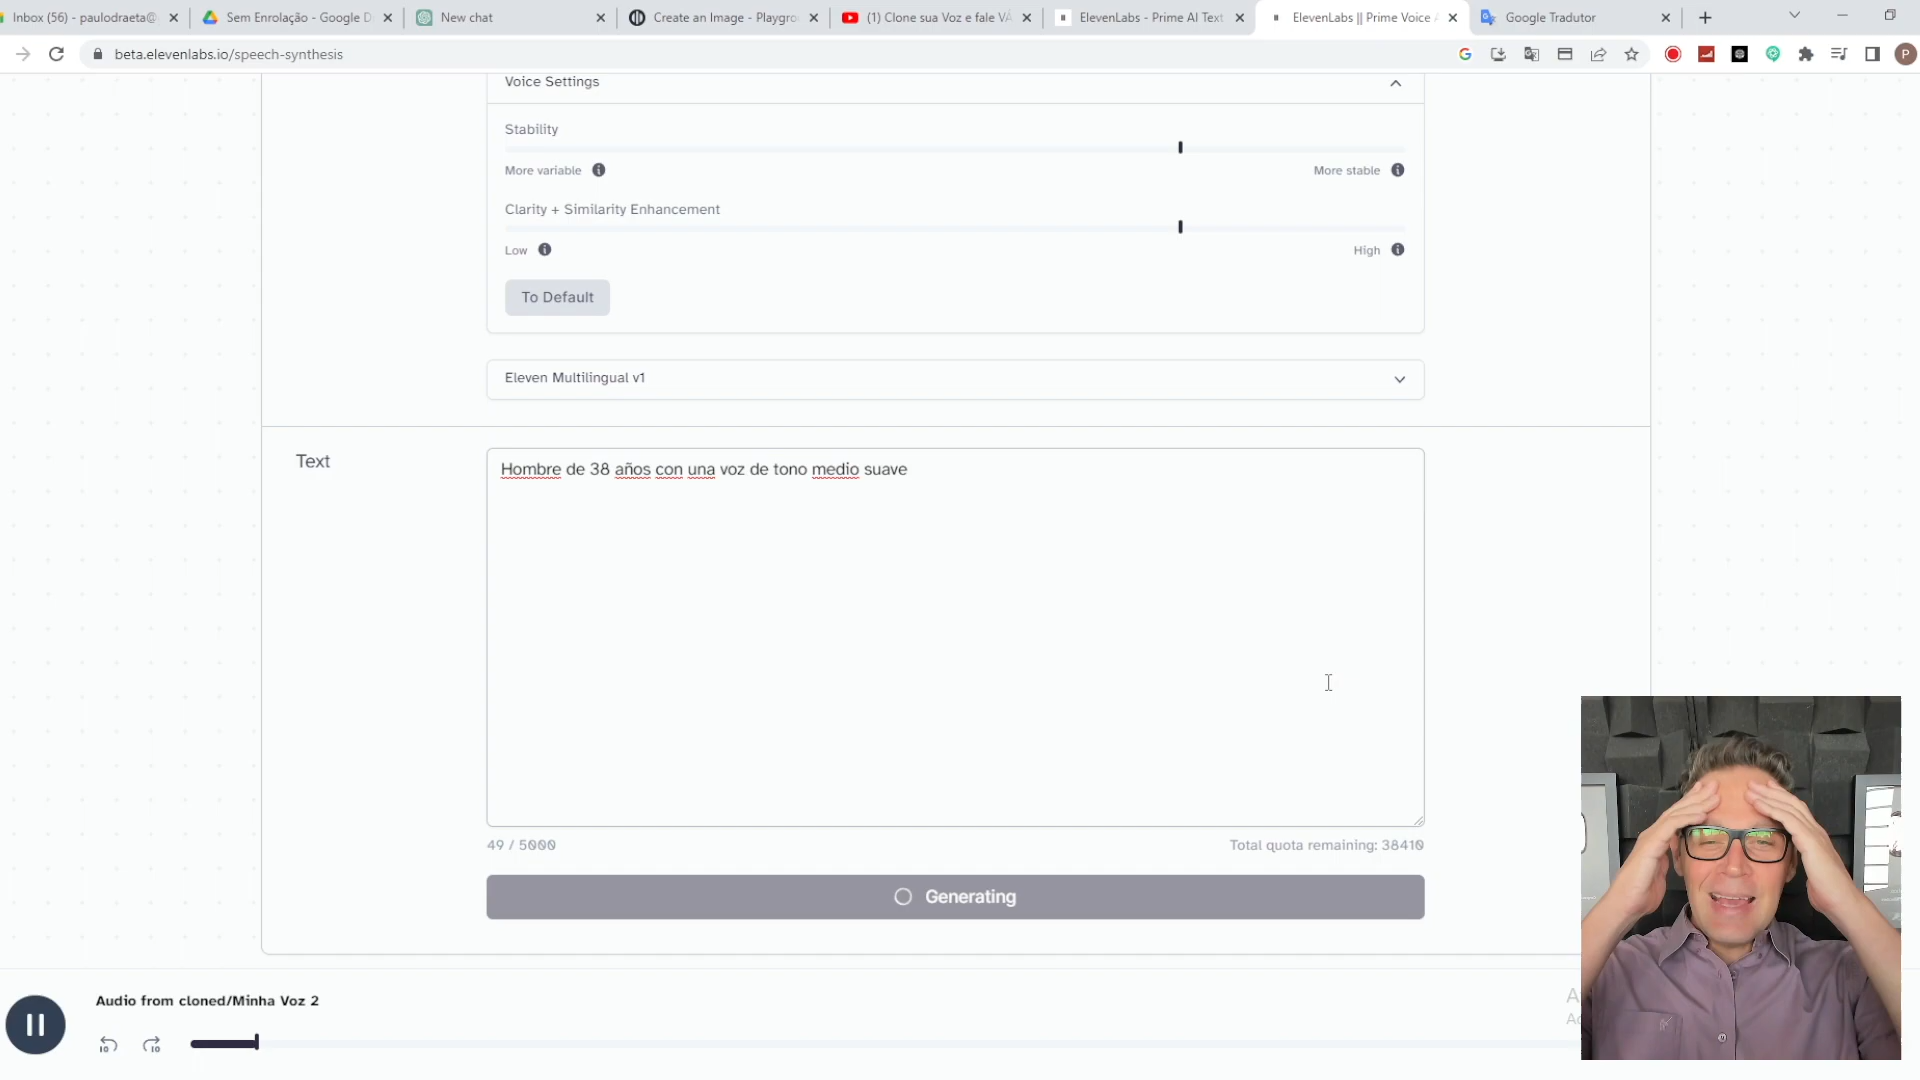 Inbox (56) - paulodraeta@
Sem Enrolação - Google D
New chat
Create an Image - Playgro
(1) Clone sua Voz e fale VÁ
ElevenLabs - Prime AI Text
ElevenLabs || Prime Voice A
Google Tradutor
beta.elevenlabs.io/speech-synthesis
P
Voice Settings
Stability
More variable
More stable
Clarity + Similarity Enhancement
Low
High
To Default
Eleven Multilingual v1
Text
Hombre de 38 años con una voz de tono medio suave
49 / 5000
Total quota remaining: 38410
Generating
Audio from cloned/Minha Voz 2
10
10